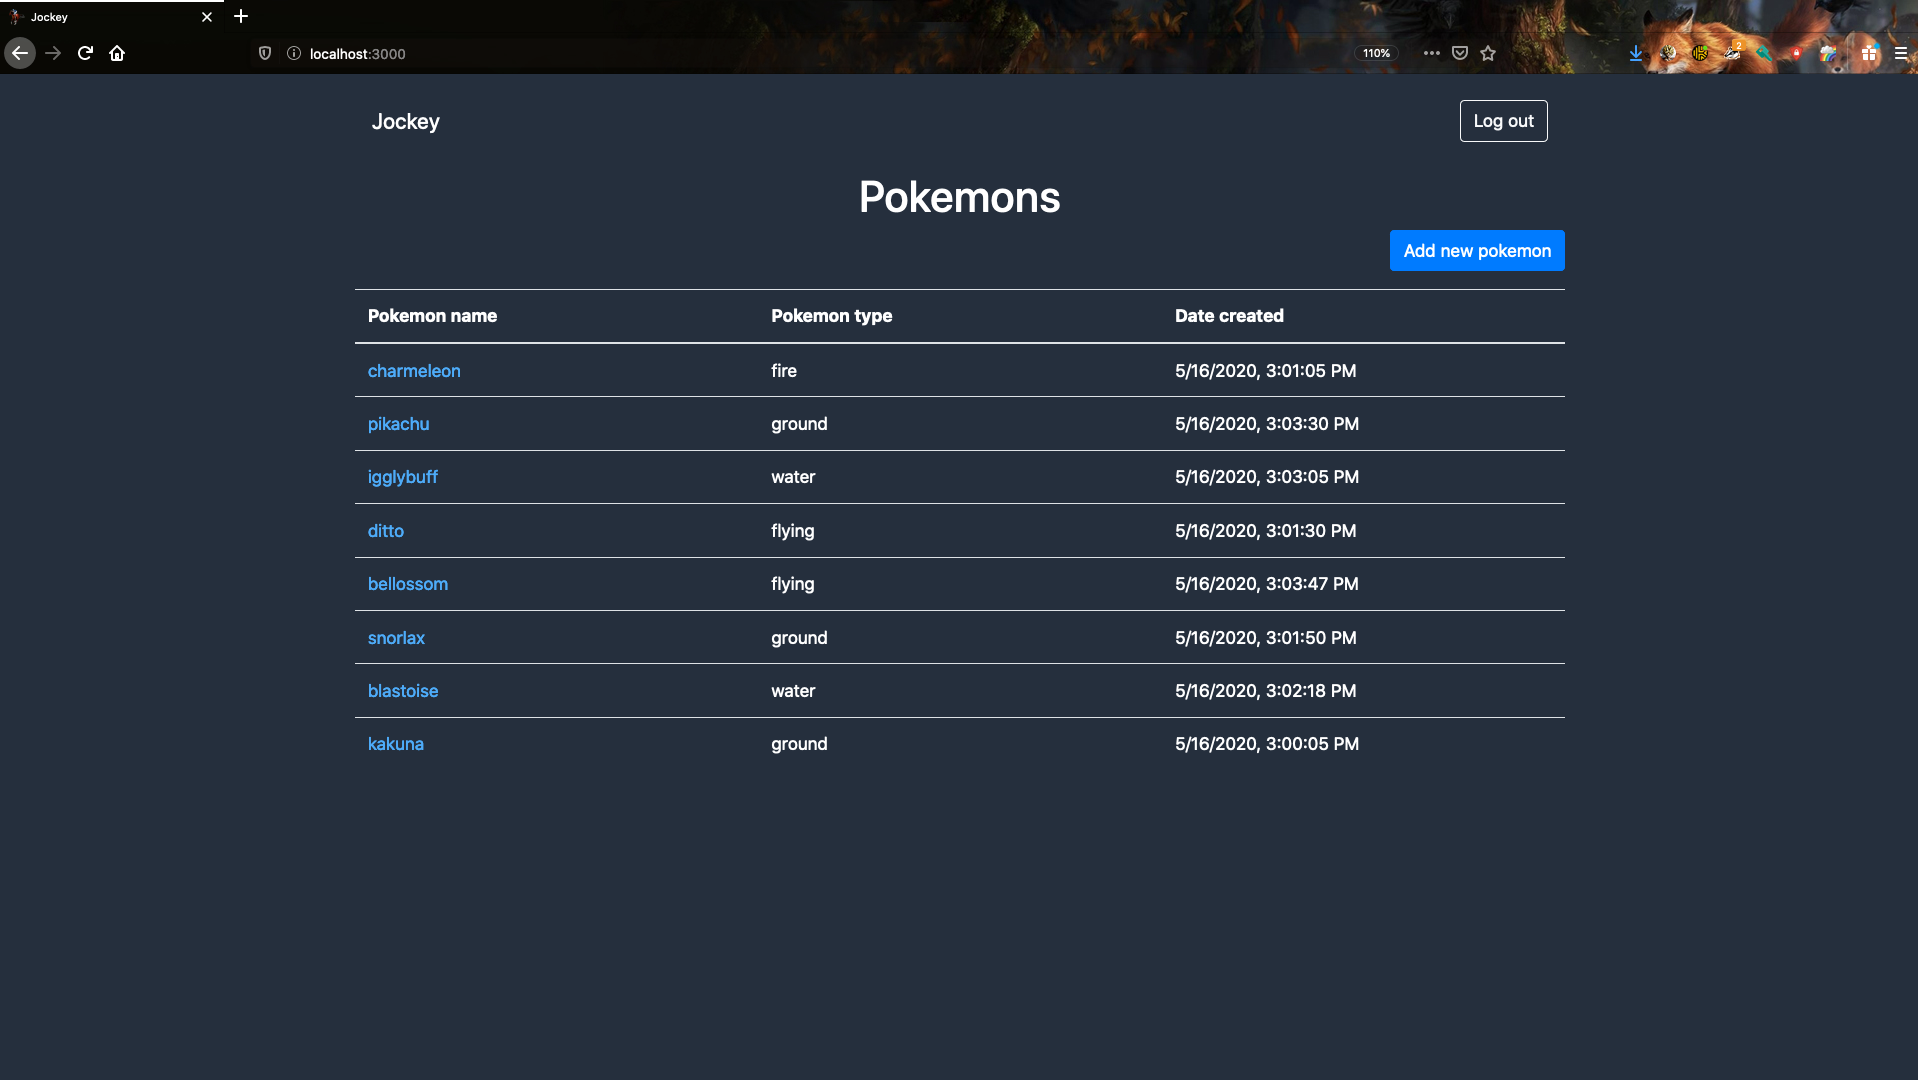 Jockey
localhost:3000
110%
2
Jockey
Log out
Pokemons
Add new pokemon
Pokemon name Pokemon type Date created
charmeleon fire 5/16/2020, 3:01:05 PM
pikachu ground 5/16/2020, 3:03:30 PM
igglybuff water 5/16/2020, 3:03:05 PM
ditto flying 5/16/2020, 3:01:30 PM
bellossom flying 5/16/2020, 3:03:47 PM
snorlax ground 5/16/2020, 3:01:50 PM
blastoise water 5/16/2020, 3:02:18 PM
kakuna ground 5/16/2020, 3:00:05 PM